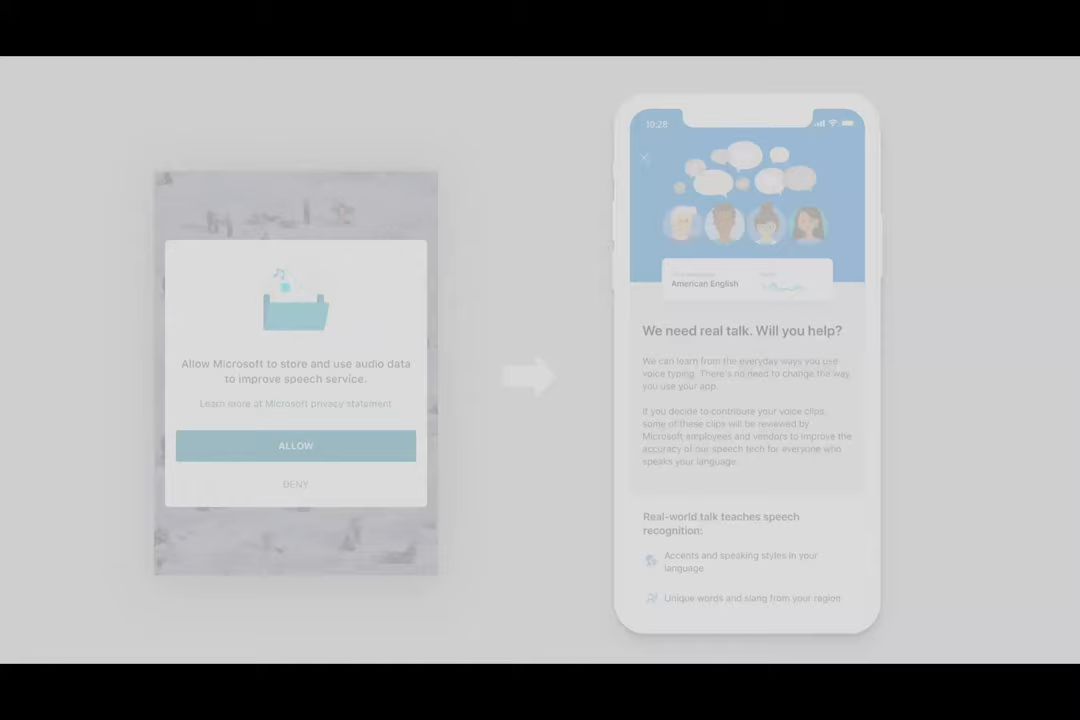 Allow Microsoft to store and use audio data
to improve speech service.
Learn more at Microsoft privacy statement
ALLOW
DENY
10:28
American English
We need real talk. Will you help?
We can learn from the everyday ways you use
voice typing. There's no need to change the way
you use your app.
If you decide to contribute your voice clips,
some of these clips will be reviewed by
Microsoft employees and vendors to improve the
accuracy of our speech tech for everyone who
speaks your language.
Real-world talk teaches speech
recognition:
Accents and speaking styles in your
language
Unique words and slang from your region